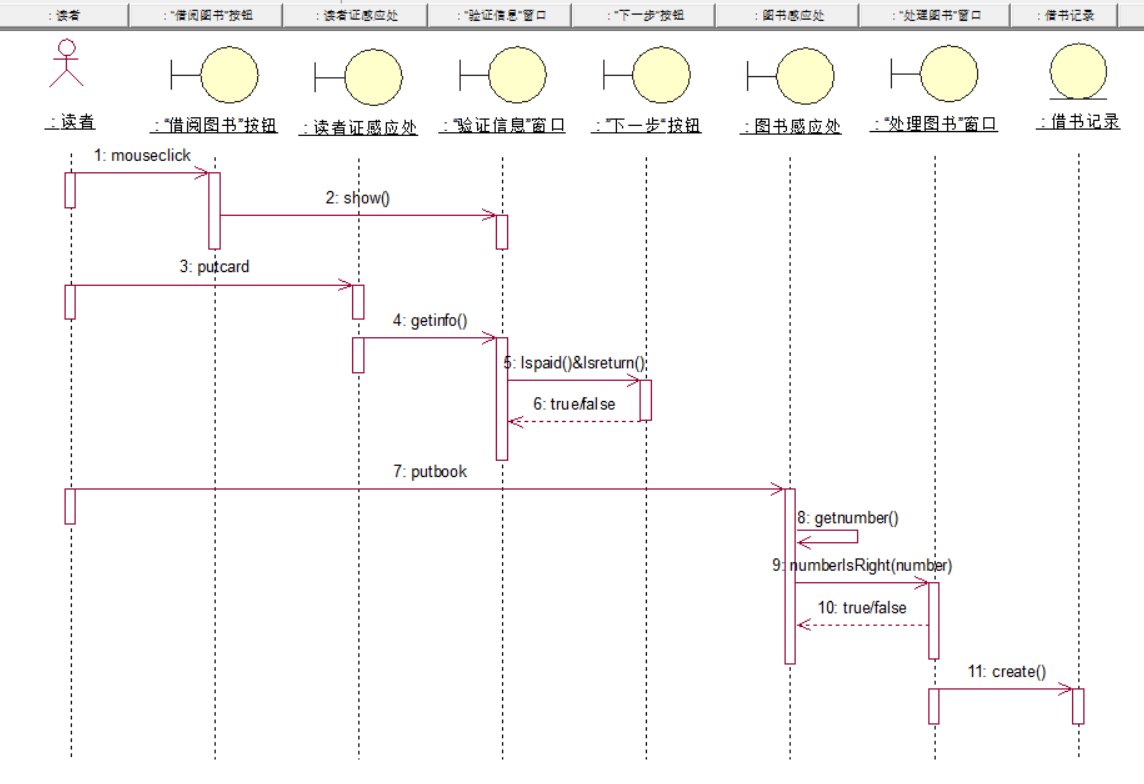 : 读者
: "借阅图书"按钮
: 读者证感应处
: "验证信息"窗口
: "下一步"按钮
: 图书感应处
: "处理图书"窗口
: 借书记录
: 读者
: "借阅图书"按钮
: 读者证感应处
: "验证信息"窗口
: "下一步"按钮
: 图书感应处
: "处理图书"窗口
: 借书记录
1: mouseclick
2: show()
3: putcard
4: getinfo()
5: Ispaid()&Isreturn()
6: true/false
7: putbook
8: getnumber()
9: numberIsRight(number)
10: true/false
11: create()